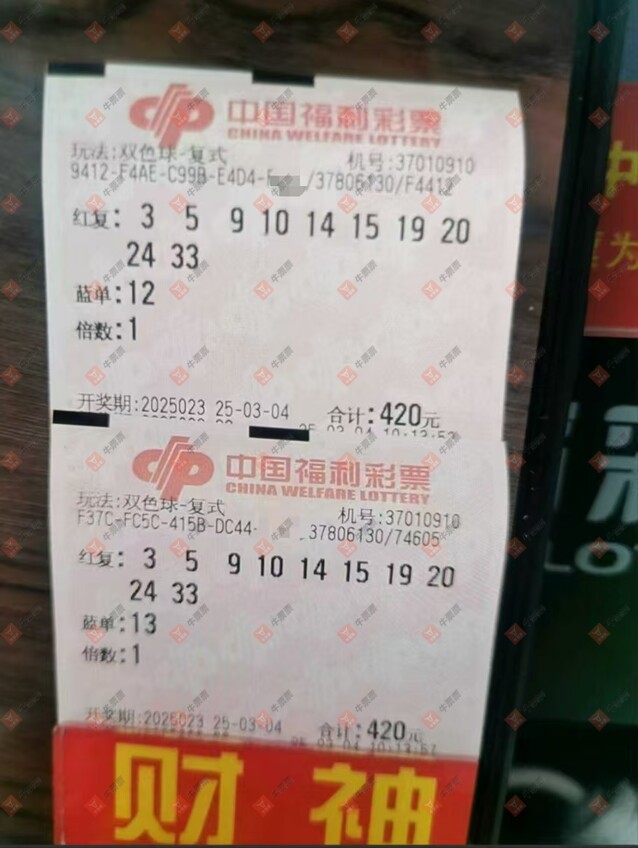 中国福利彩票
CHINA WELFARE LOTTERY
玩法:双色球-复式 机号:37010910
9412-F4AE-C99B-E4D4- /37806130/F4412
红复: 3 5 9 10 14 15 19 20
24 33
蓝单:12
倍数:1
开奖期:2025023 25-03-04 合计:420元
中国福利彩票
CHINA WELFARE LOTTERY
玩法:双色球-复式 机号:37010910
F37C-FC5C-415B-DC44- 37806130/74605
红复: 3 5 9 10 14 15 19 20
24 33
蓝单:13
倍数:1
开奖期:2025023 25-03-04 合计:420元
财神
中
为
彩
LO